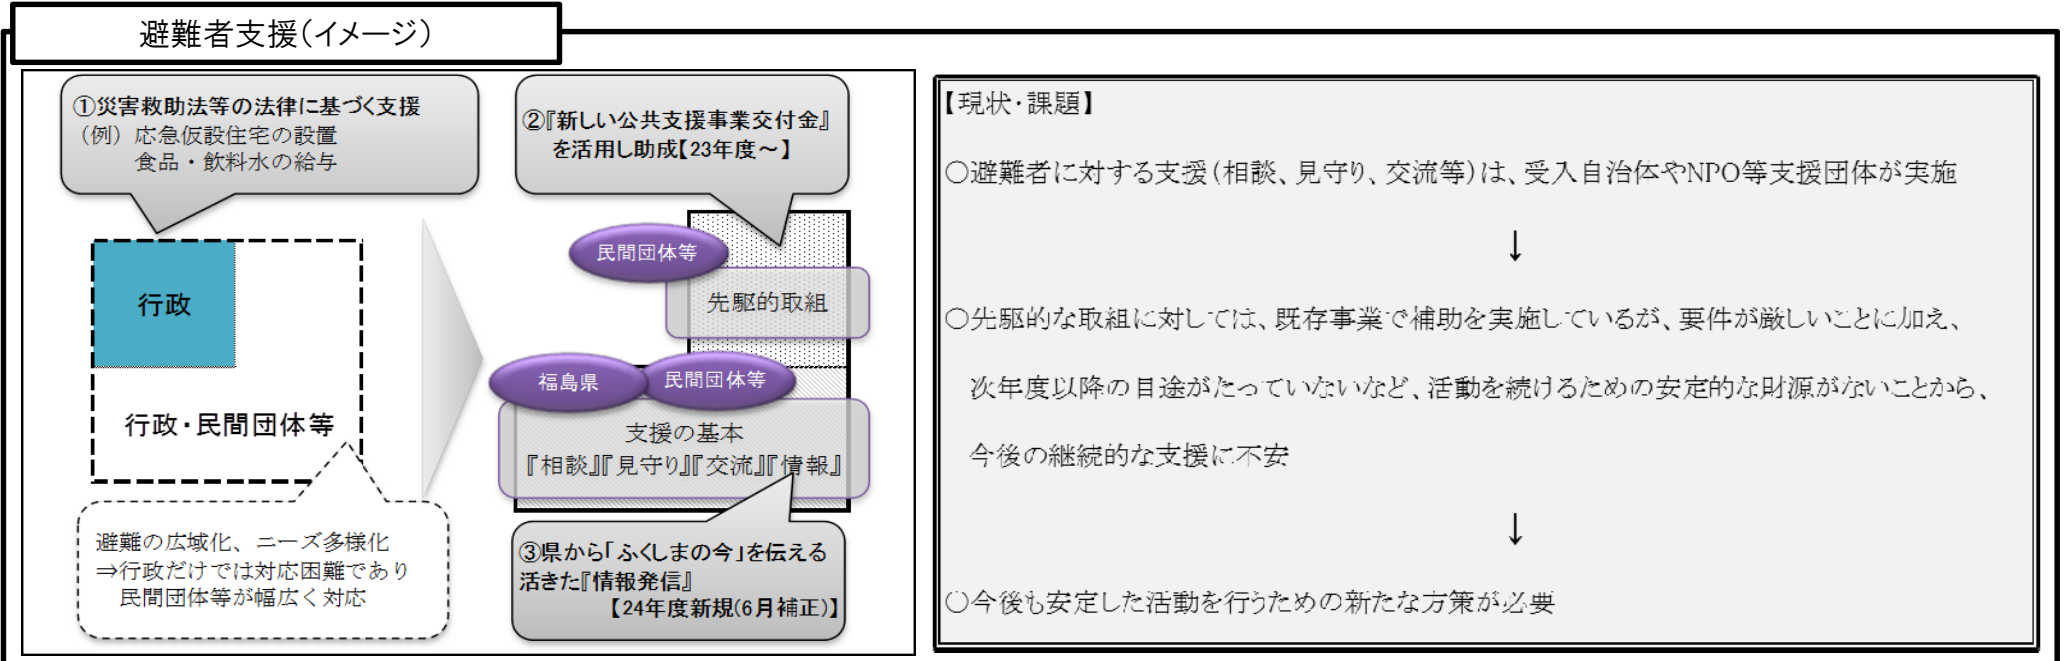 避難者支援(イメージ)
①災害救助法等の法律に基づく支援
(例)応急仮設住宅の設置
食品・飲料水の給与
行政
行政・民間団体等
避難の広域化、ニーズ多様化
⇒行政だけでは対応困難であり
民間団体等が幅広く対応
②『新しい公共支援事業交付金』
を活用し助成【23年度～】
民間団体等
先駆的取組
福島県
民間団体等
支援の基本
『相談』『見守り』『交流』『情報』
③県から「ふくしまの今」を伝える
活きた『情報発信』
【24年度新規(6月補正)】
【現状・課題】
○避難者に対する支援(相談、見守り、交流等)は、受入自治体やNPO等支援団体が実施
↓
○先駆的な取組に対しては、既存事業で補助を実施しているが、要件が厳しいことに加え、
次年度以降の目途がたっていないなど、活動を続けるための安定的な財源がないことから、
今後の継続的な支援に不安
↓
○今後も安定した活動を行うための新たな方策が必要